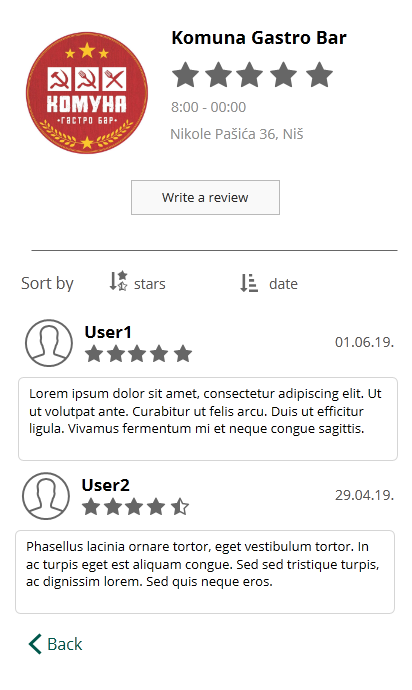 Komuna Gastro Bar
КОМУНА
•ГАСТРО БАР•
8:00 - 00:00
Nikole Pašića 36, Niš
Write a review
Sort by
stars
date
User1
01.06.19.
Lorem ipsum dolor sit amet, consectetur adipiscing elit. Ut
ut volutpat ante. Curabitur ut felis arcu. Duis ut efficitur
ligula. Vivamus fermentum mi et neque congue sagittis.
User2
29.04.19.
Phasellus lacinia ornare tortor, eget vestibulum tortor. In
ac turpis eget est aliquam congue. Sed sed tristique turpis,
ac dignissim lorem. Sed quis neque eros.
Back